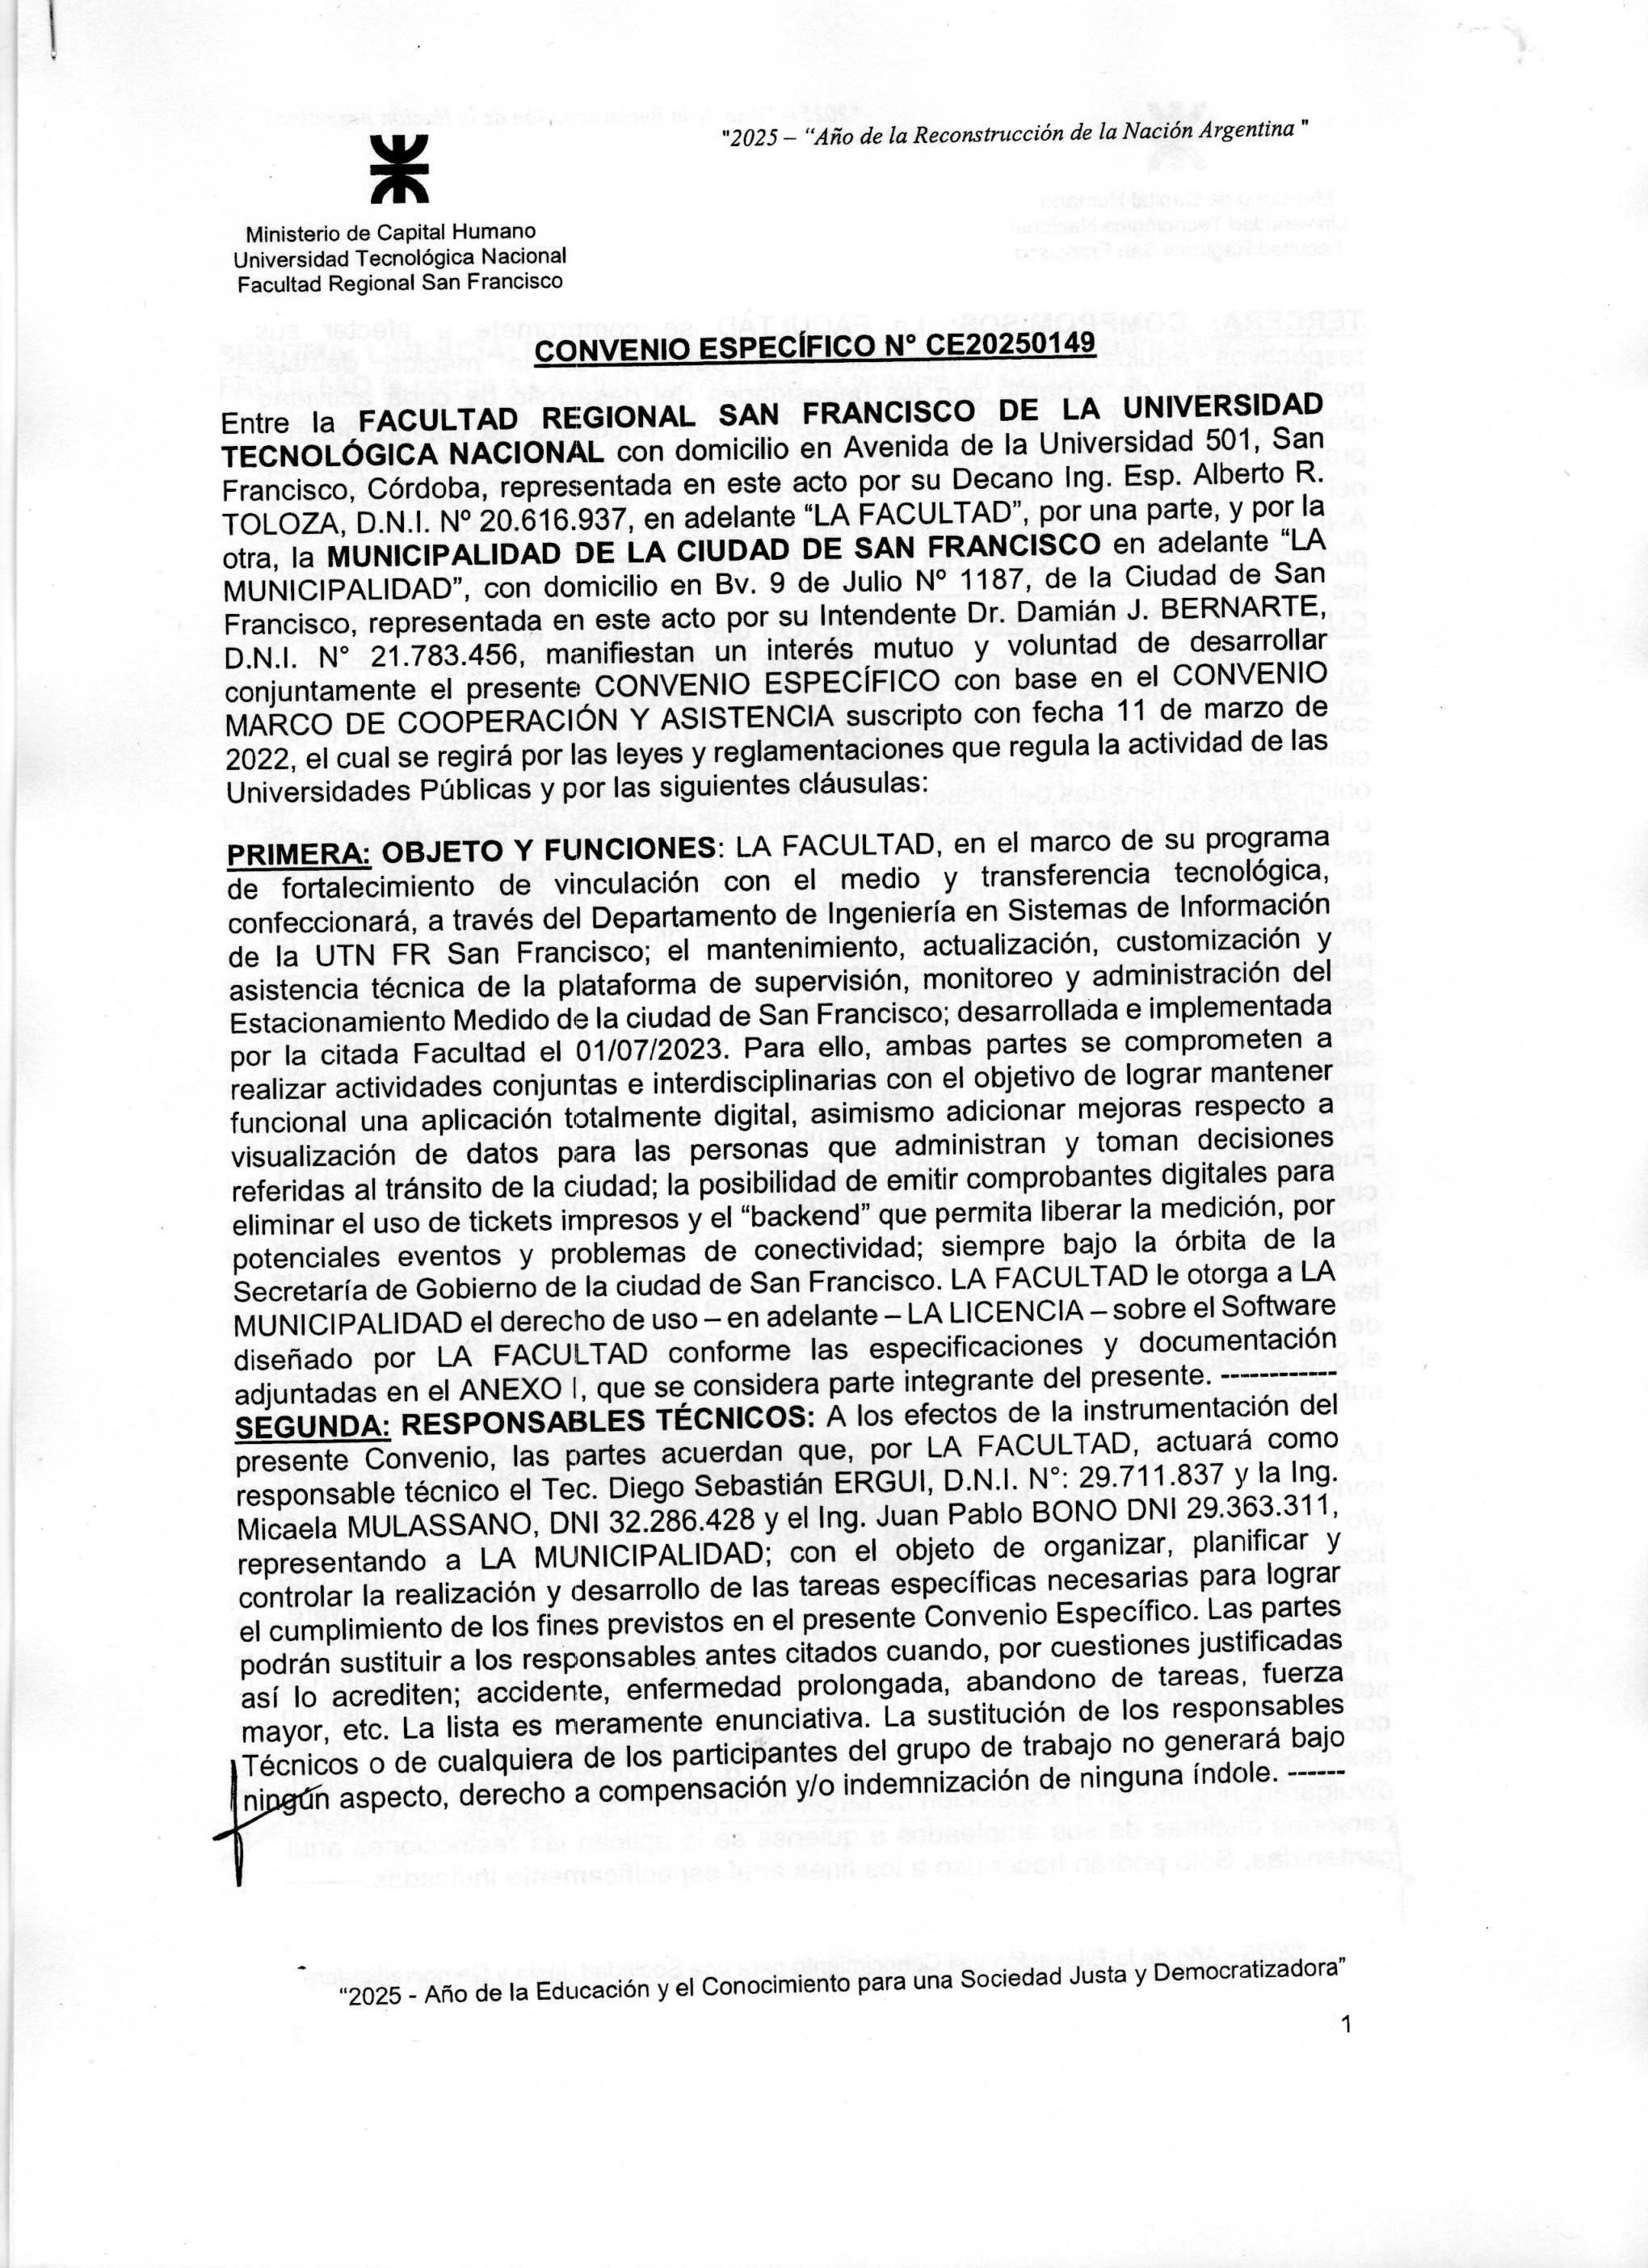 "2025 – “Año de la Reconstrucción de la Nación Argentina "
Ministerio de Capital Humano
Universidad Tecnológica Nacional
Facultad Regional San Francisco
CONVENIO ESPECÍFICO N° CE20250149
Entre la FACULTAD REGIONAL SAN FRANCISCO DE LA UNIVERSIDAD
TECNOLÓGICA NACIONAL con domicilio en Avenida de la Universidad 501, San
Francisco, Córdoba, representada en este acto por su Decano Ing. Esp. Alberto R.
TOLOZA, D.N.I. Nº 20.616.937, en adelante “LA FACULTAD”, por una parte, y por la
otra, la MUNICIPALIDAD DE LA CIUDAD DE SAN FRANCISCO en adelante “LA
MUNICIPALIDAD”, con domicilio en Bv. 9 de Julio Nº 1187, de la Ciudad de San
Francisco, representada en este acto por su Intendente Dr. Damián J. BERNARTE,
D.N.I. N° 21.783.456, manifiestan un interés mutuo y voluntad de desarrollar
conjuntamente el presente CONVENIO ESPECÍFICO con base en el CONVENIO
MARCO DE COOPERACIÓN Y ASISTENCIA suscripto con fecha 11 de marzo de
2022, el cual se regirá por las leyes y reglamentaciones que regula la actividad de las
Universidades Públicas y por las siguientes cláusulas:
PRIMERA: OBJETO Y FUNCIONES: LA FACULTAD, en el marco de su programa
de fortalecimiento de vinculación con el medio y transferencia tecnológica,
confeccionará, a través del Departamento de Ingeniería en Sistemas de Información
de la UTN FR San Francisco; el mantenimiento, actualización, customización y
asistencia técnica de la plataforma de supervisión, monitoreo y administración del
Estacionamiento Medido de la ciudad de San Francisco; desarrollada e implementada
por la citada Facultad el 01/07/2023. Para ello, ambas partes se comprometen a
realizar actividades conjuntas e interdisciplinarias con el objetivo de lograr mantener
funcional una aplicación totalmente digital, asimismo adicionar mejoras respecto a
visualización de datos para las personas que administran y toman decisiones
referidas al tránsito de la ciudad; la posibilidad de emitir comprobantes digitales para
eliminar el uso de tickets impresos y el “backend” que permita liberar la medición, por
potenciales eventos y problemas de conectividad; siempre bajo la órbita de la
Secretaría de Gobierno de la ciudad de San Francisco. LA FACULTAD le otorga a LA
MUNICIPALIDAD el derecho de uso – en adelante – LA LICENCIA – sobre el Software
diseñado por LA FACULTAD conforme las especificaciones y documentación
adjuntadas en el ANEXO I, que se considera parte integrante del presente. ------------
SEGUNDA: RESPONSABLES TÉCNICOS: A los efectos de la instrumentación del
presente Convenio, las partes acuerdan que, por LA FACULTAD, actuará como
responsable técnico el Tec. Diego Sebastián ERGUI, D.N.I. N°: 29.711.837 y la Ing.
Micaela MULASSANO, DNI 32.286.428 y el Ing. Juan Pablo BONO DNI 29.363.311,
representando a LA MUNICIPALIDAD; con el objeto de organizar, planificar y
controlar la realización y desarrollo de las tareas específicas necesarias para lograr
el cumplimiento de los fines previstos en el presente Convenio Específico. Las partes
podrán sustituir a los responsables antes citados cuando, por cuestiones justificadas
así lo acrediten; accidente, enfermedad prolongada, abandono de tareas, fuerza
mayor, etc. La lista es meramente enunciativa. La sustitución de los responsables
Técnicos o de cualquiera de los participantes del grupo de trabajo no generará bajo
ningún aspecto, derecho a compensación y/o indemnización de ninguna índole. ------
“2025 - Año de la Educación y el Conocimiento para una Sociedad Justa y Democratizadora”
1